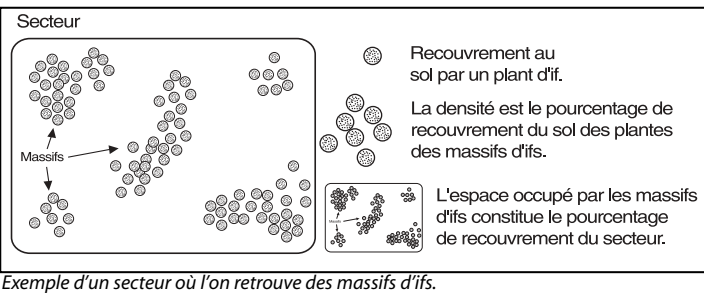 Secteur
Massifs
Recouvrement au
sol par un plant d'if.
La densité est le pourcentage de
recouvrement du sol des plantes
des massifs d'ifs.
Massifs
L'espace occupé par les massifs
d'ifs constitue le pourcentage
de recouvrement du secteur.
Exemple d'un secteur où l'on retrouve des massifs d'ifs.